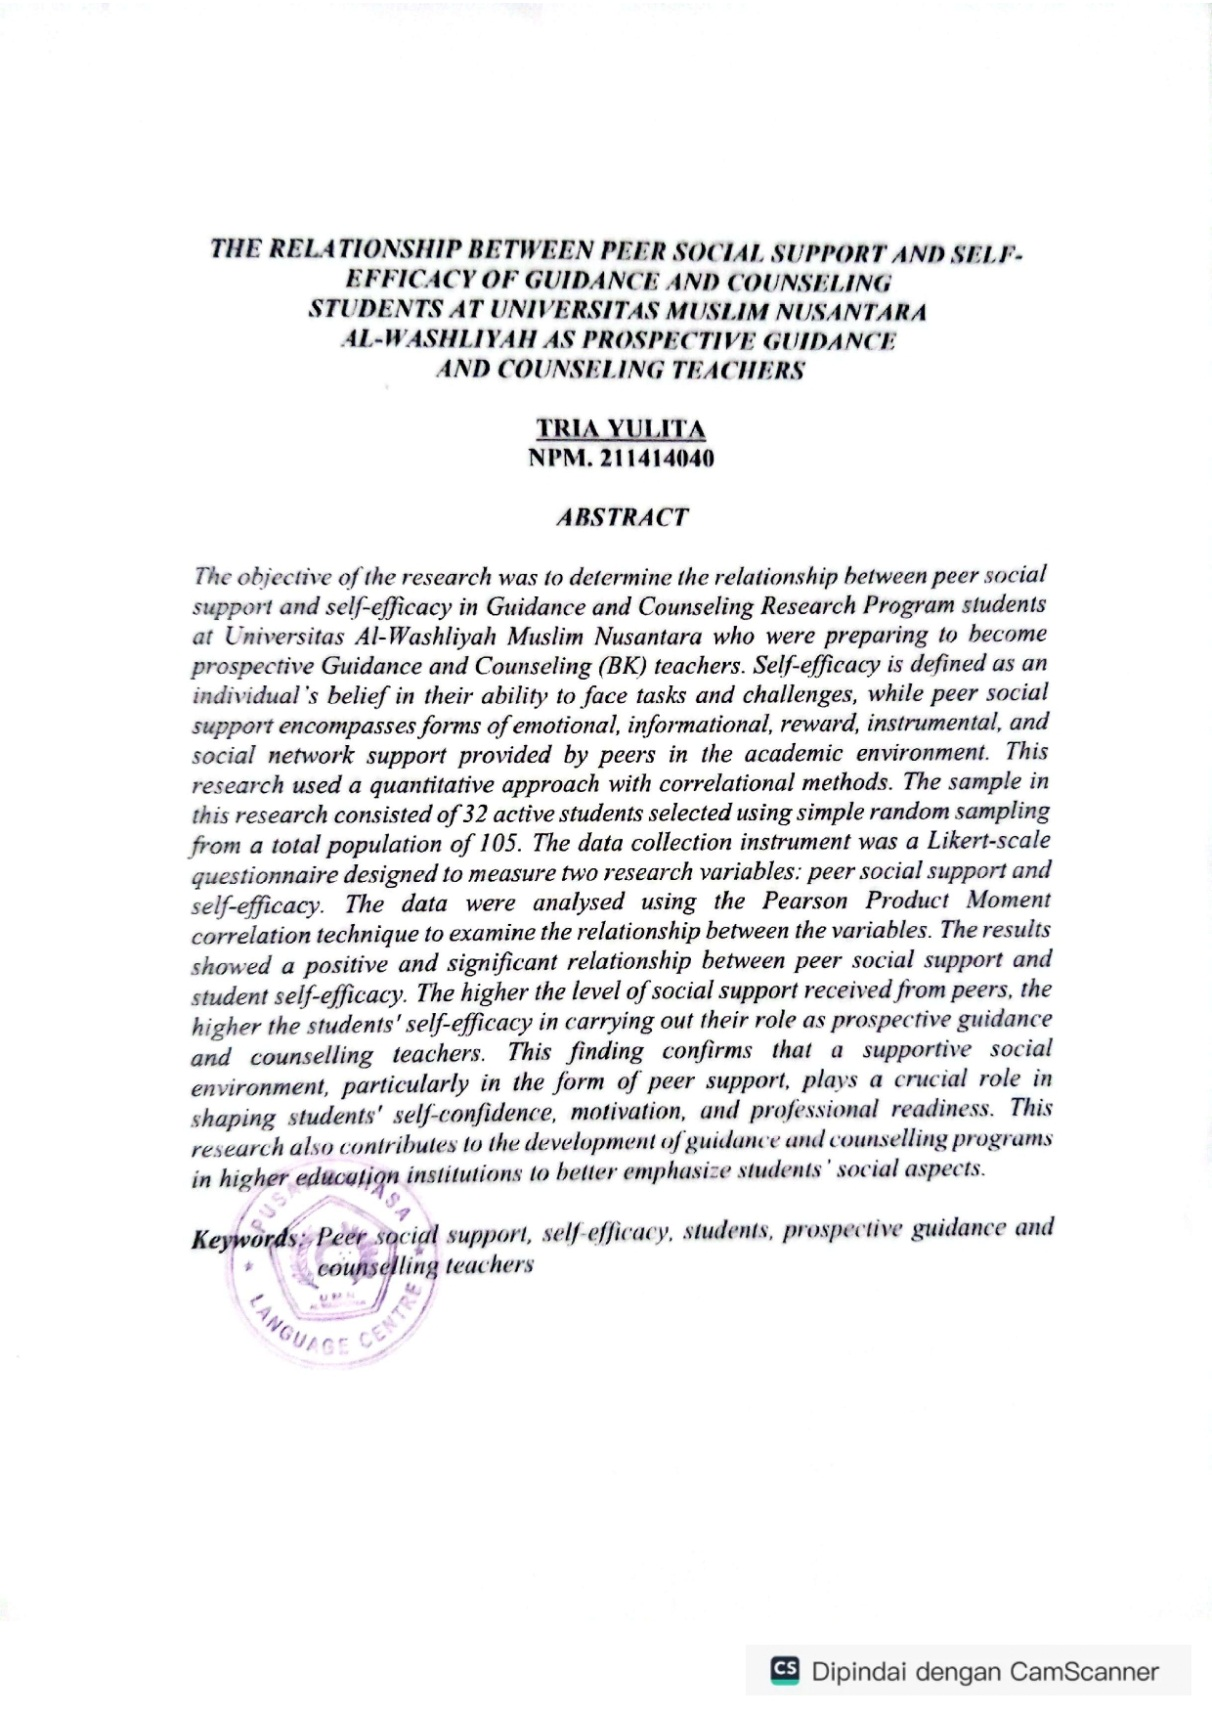 THE RELATIONSHIP BETWEEN PEER SOCIAL SUPPORT AND SELF-
EFFICACY OF GUIDANCE AND COUNSELING
STUDENTS AT UNIVERSITAS MUSLIM NUSANTARA
AL-WASHLIYAH AS PROSPECTIVE GUIDANCE
AND COUNSELING TEACHERS
TRIA YULITA
NPM. 211414040
ABSTRACT
The objective of the research was to determine the relationship between peer social
support and self-efficacy in Guidance and Counseling Research Program students
at Universitas Al-Washliyah Muslim Nusantara who were preparing to become
prospective Guidance and Counseling (BK) teachers. Self-efficacy is defined as an
individual's belief in their ability to face tasks and challenges, while peer social
support encompasses forms of emotional, informational, reward, instrumental, and
social network support provided by peers in the academic environment. This
research used a quantitative approach with correlational methods. The sample in
this research consisted of 32 active students selected using simple random sampling
from a total population of 105. The data collection instrument was a Likert-scale
questionnaire designed to measure two research variables: peer social support and
self-efficacy. The data were analysed using the Pearson Product Moment
correlation technique to examine the relationship between the variables. The results
showed a positive and significant relationship between peer social support and
student self-efficacy. The higher the level of social support received from peers, the
higher the students' self-efficacy in carrying out their role as prospective guidance
and counselling teachers. This finding confirms that a supportive social
environment, particularly in the form of peer support, plays a crucial role in
shaping students' self-confidence, motivation, and professional readiness. This
research also contributes to the development of guidance and counselling programs
in higher education institutions to better emphasize students' social aspects.
Keywords: Peer social support, self-efficacy, students, prospective guidance and
counselling teachers
PUSAT BAHASA
UMN
LANGUAGE CENTRE
CS Dipindai dengan CamScanner